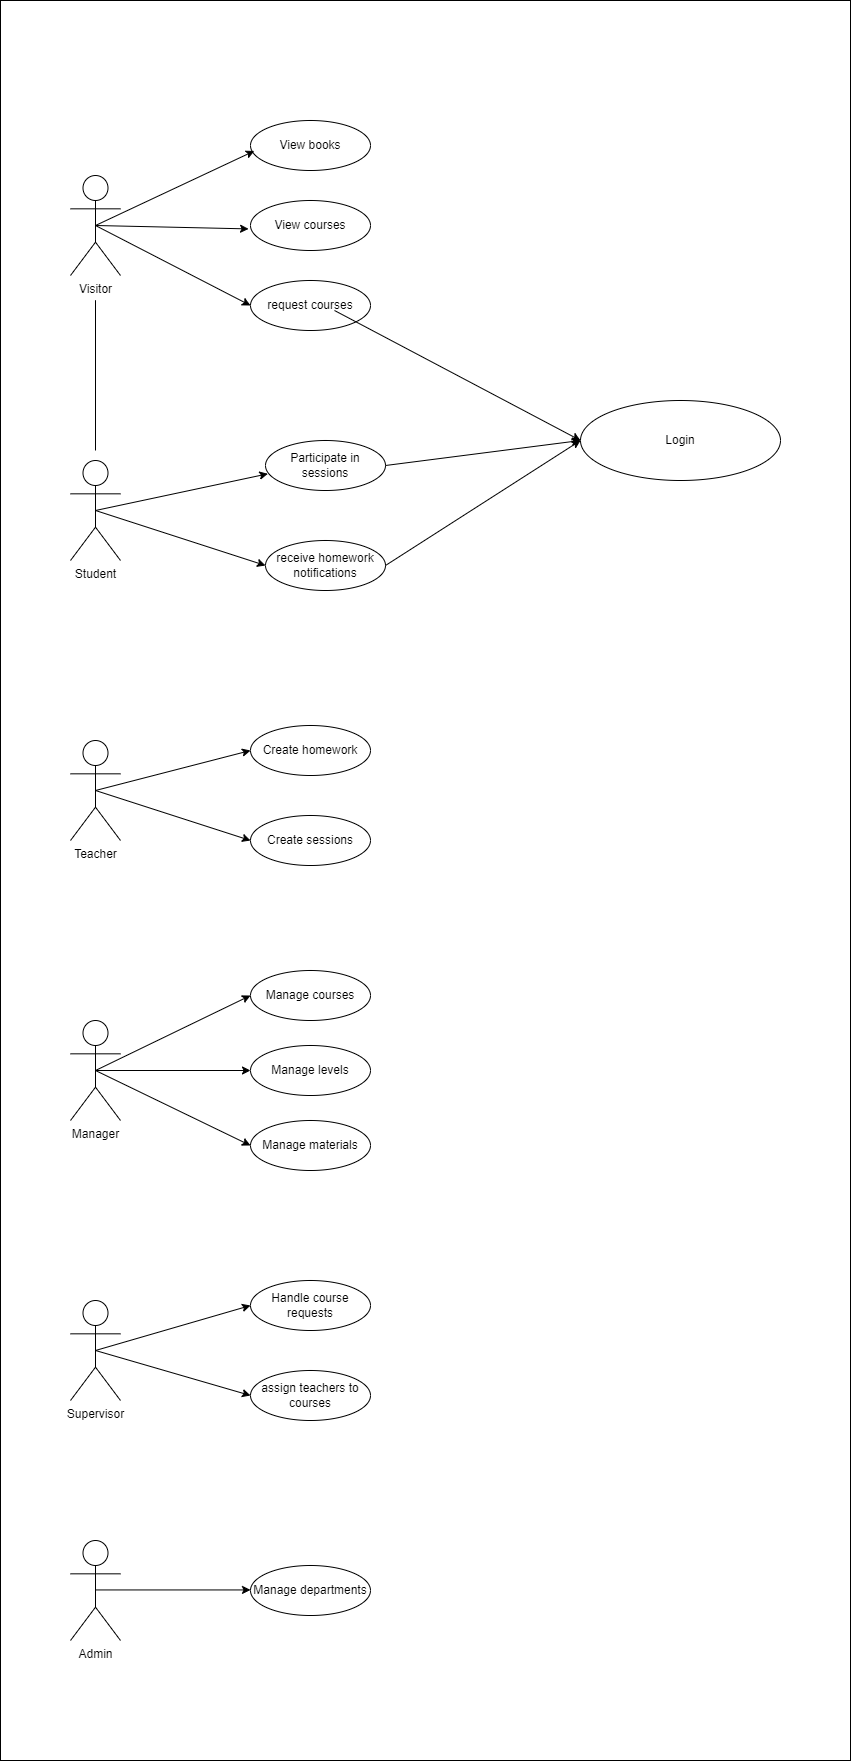 View books
View courses
Visitor
request courses
Login
Participate in
sessions
receive homework
notifications
Student
Create homework
Create sessions
Teacher
Manage courses
Manage levels
Manager
Manage materials
Handle course
requests
assign teachers to
courses
Supervisor
Manage departments
Admin